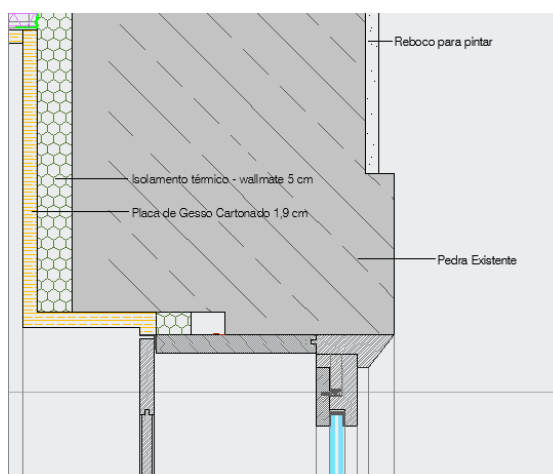 Reboco para pintar
Isolamento térmico - wallmate 5 cm
Placa de Gesso Cartonado 1,9 cm
Pedra Existente